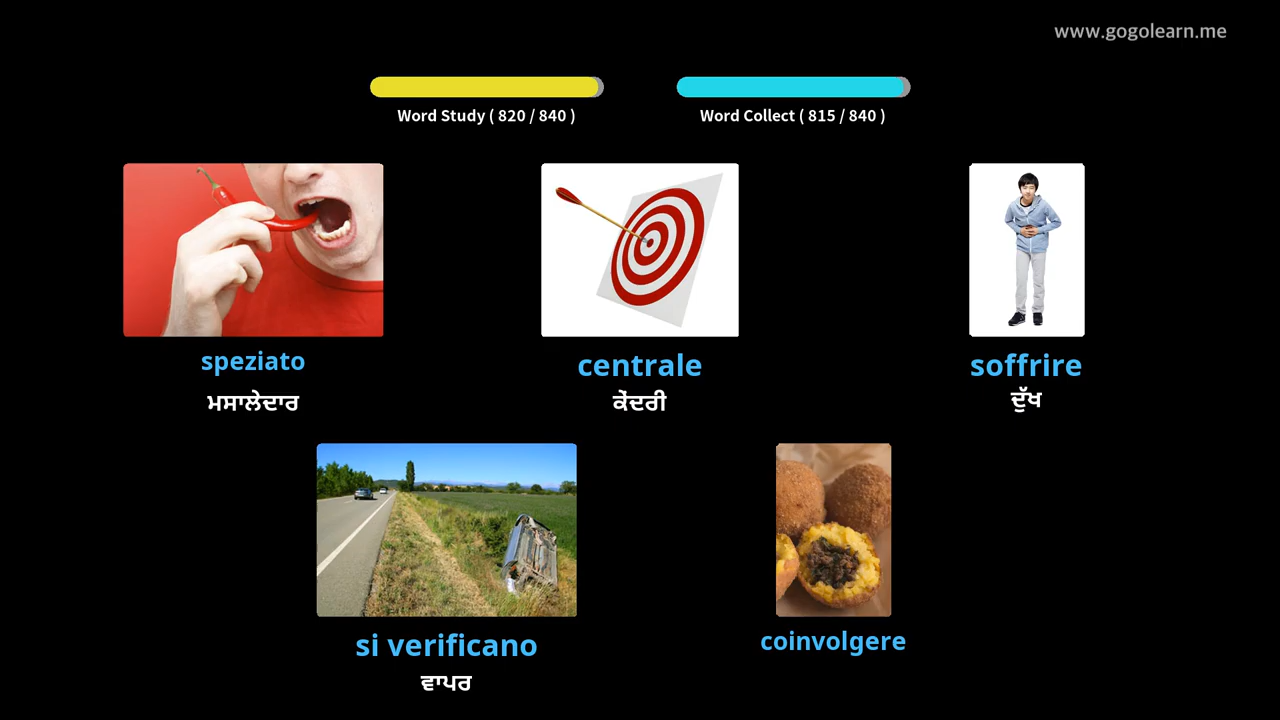 www.gogolearn.me
Word Study ( 820 / 840 )
Word Collect ( 815 / 840 )
speziato
centrale
soffrire
ਮਸਾਲੇਦਾਰ
ਕੇਂਦਰੀ
ਦੁੱਖ
si verificano
coinvolgere
ਵਾਪਰ